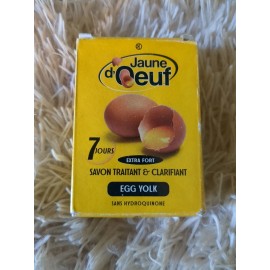 Jaune
d'Oeuf
7
JOURS
EXTRA FORT
SAVON TRAITANT & CLARIFIANT
EGG YOLK
SANS HYDROQUINONE